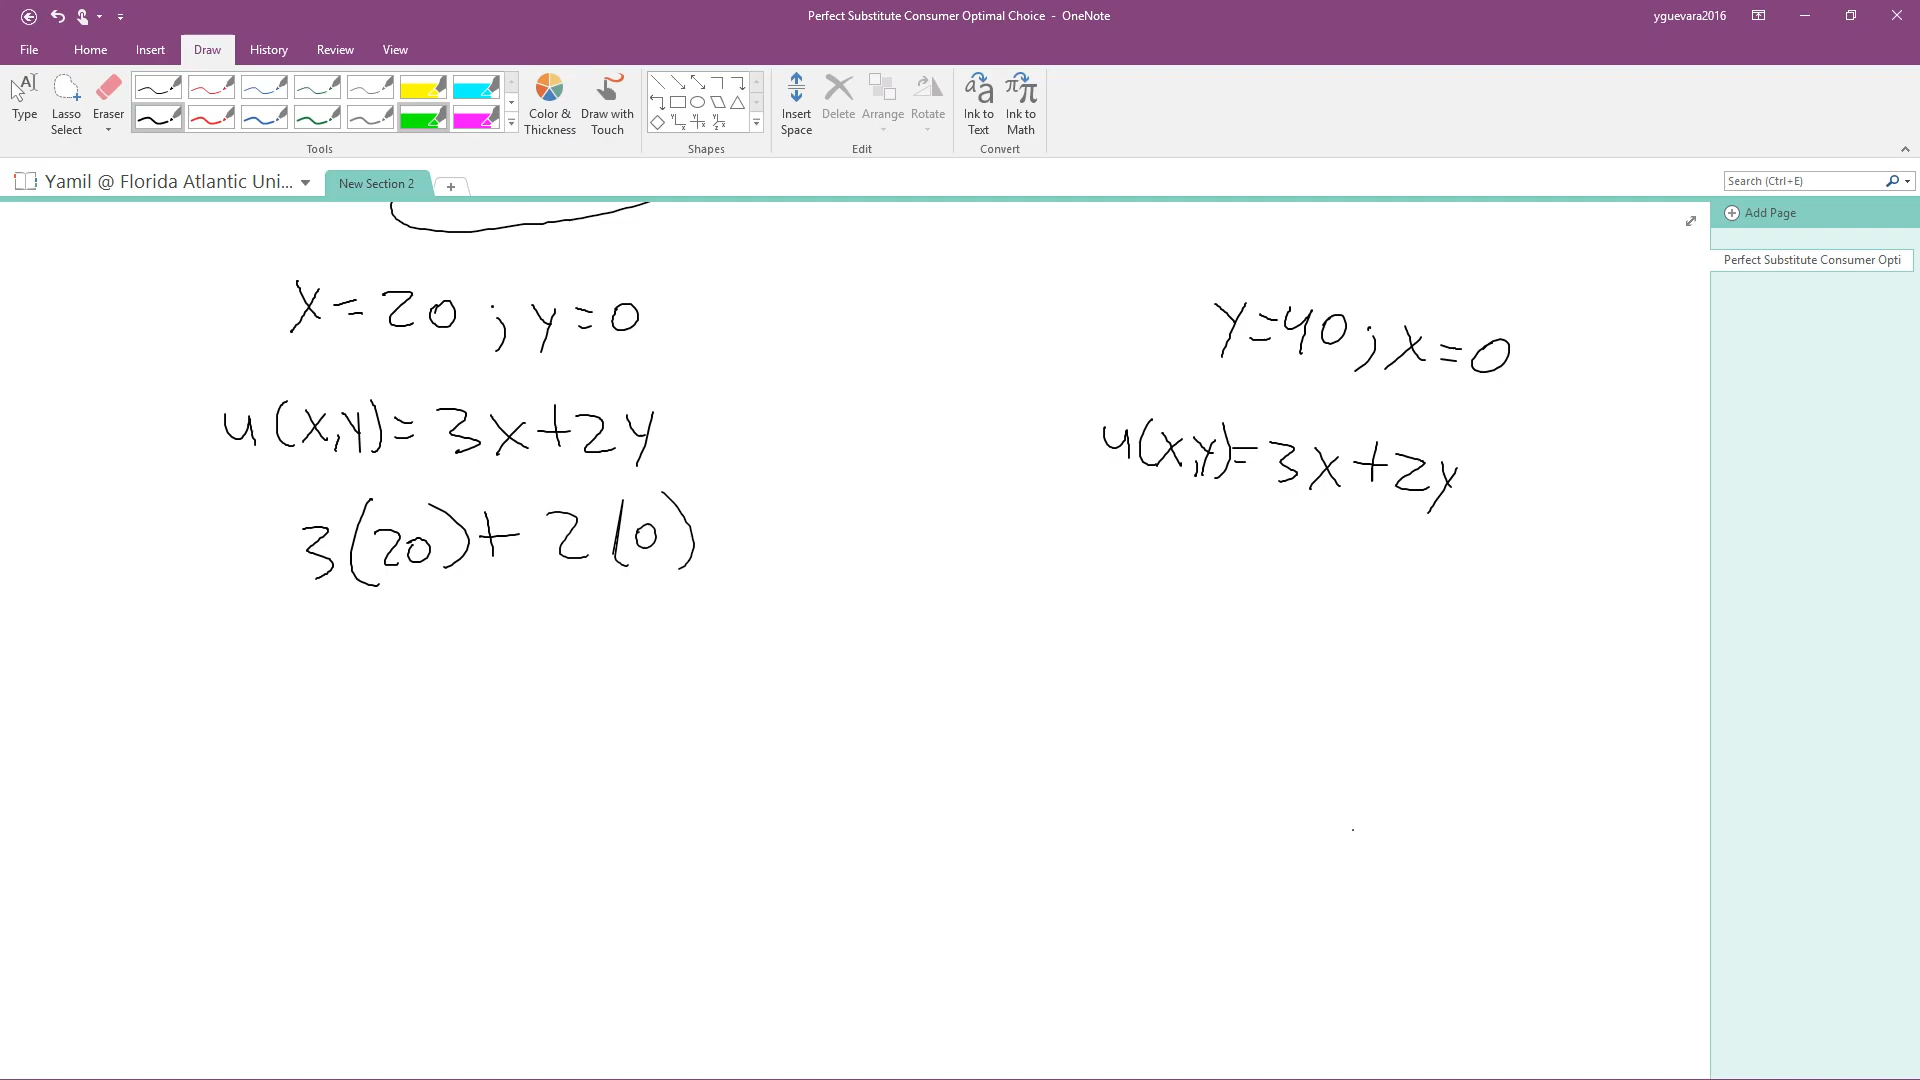 Perfect Substitute Consumer Optimal Choice - OneNote
yguevara2016
File Home Insert Draw History Review View
Type
Lasso Select
Eraser
Color & Thickness
Draw with Touch
Insert Space
Delete
Arrange
Rotate
Ink to Text
Ink to Math
Tools
Shapes
Edit
Convert
Yamil @ Florida Atlantic Uni...
New Section 2
Search (Ctrl+E)
Add Page
Perfect Substitute Consumer Opti
x = 20 ; y = 0
u(x,y) = 3x + 2y
3(20) + 2(0)
y = 40 ; x = 0
u(x,y) = 3x + 2y